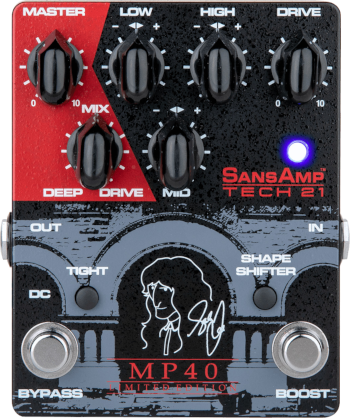 MASTER LOW HIGH DRIVE
- + - +
0 10 0 10
MIX
- +
DEEP DRIVE MID
SANSAMP
TECH 21
OUT IN
TIGHT SHAPE
SHIFTER
DC
MP40
LIMITED EDITION
BYPASS BOOST